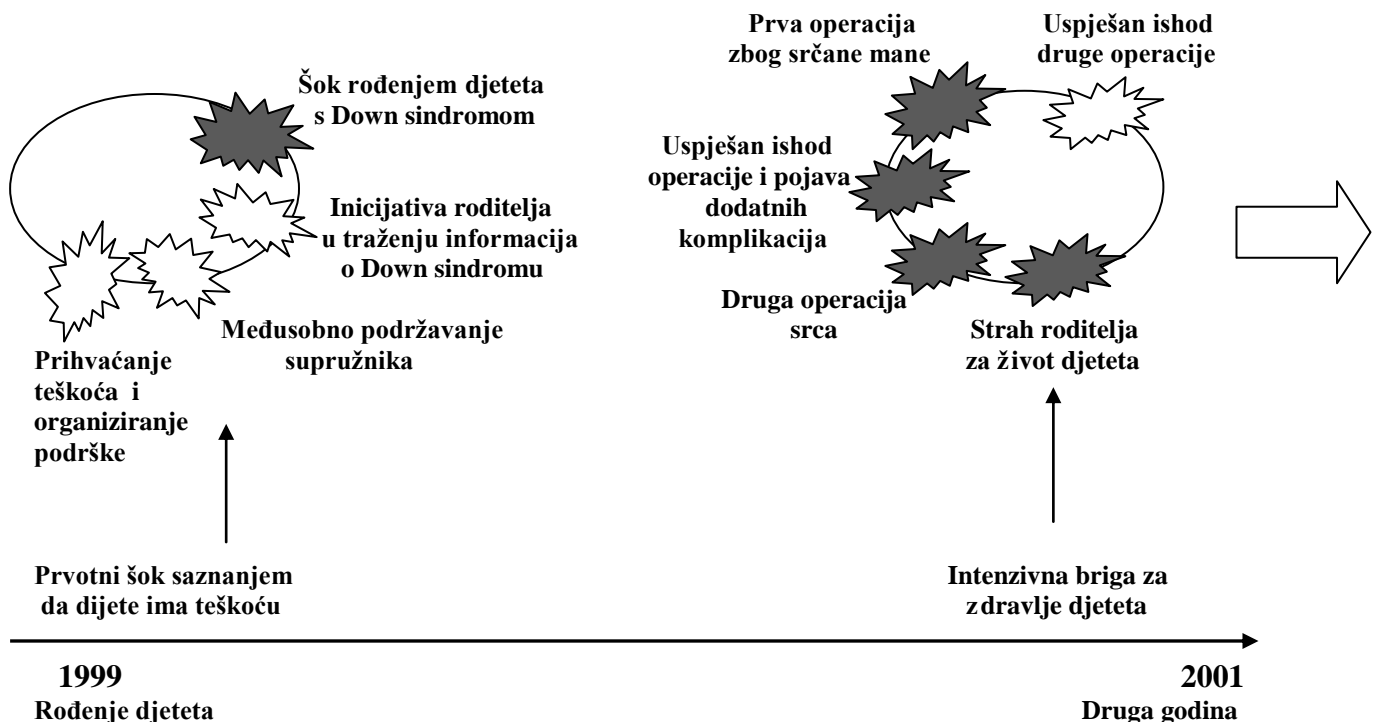 Šok rođenjem djeteta
s Down sindromom
Inicijativa roditelja
u traženju informacija
o Down sindromu
Međusobno podržavanje
supružnika
Prihvaćanje
teškoća i
organiziranje
podrške
Prvotni šok saznanjem
da dijete ima teškoću
Prva operacija
zbog srčane mane
Uspješan ishod
druge operacije
Uspješan ishod
operacije i pojava
dodatnih
komplikacija
Druga operacija
srca
Strah roditelja
za život djeteta
Intenzivna briga za
zdravlje djeteta
1999
Rođenje djeteta
2001
Druga godina